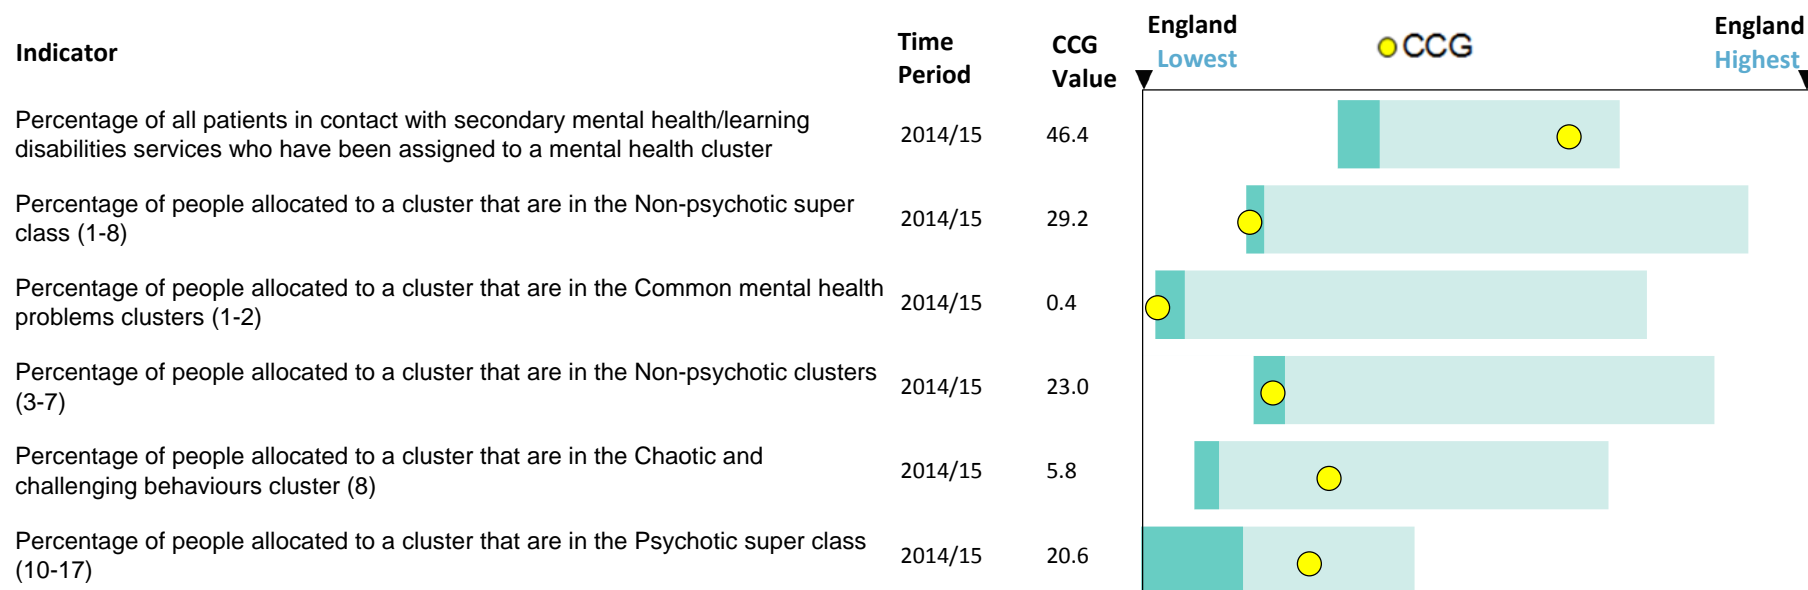 Indicator
Time Period
CCG Value
England Lowest
CCG
England Highest
Percentage of all patients in contact with secondary mental health/learning
disabilities services who have been assigned to a mental health cluster
2014/15
46.4
Percentage of people allocated to a cluster that are in the Non-psychotic super
class (1-8)
2014/15
29.2
Percentage of people allocated to a cluster that are in the Common mental health
problems clusters (1-2)
2014/15
0.4
Percentage of people allocated to a cluster that are in the Non-psychotic clusters
(3-7)
2014/15
23.0
Percentage of people allocated to a cluster that are in the Chaotic and
challenging behaviours cluster (8)
2014/15
5.8
Percentage of people allocated to a cluster that are in the Psychotic super class
(10-17)
2014/15
20.6